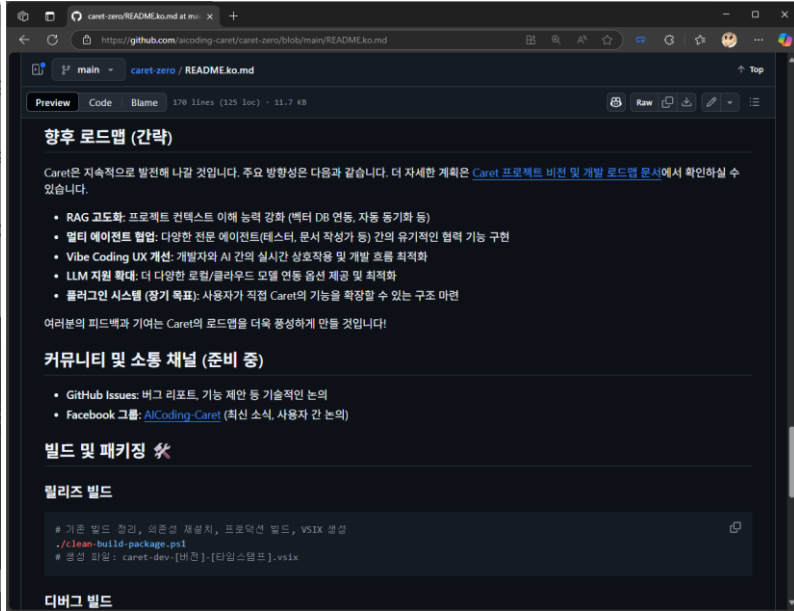 caret-zero/README.ko.md at mai
https://github.com/aicoding-caret/caret-zero/blob/main/README.ko.md
main
caret-zero / README.ko.md
Top
Preview Code Blame 170 lines (125 loc) · 11.7 KB
Raw
향후 로드맵 (간략)
Caret은 지속적으로 발전해 나갈 것입니다. 주요 방향성은 다음과 같습니다. 더 자세한 계획은 Caret 프로젝트 비전 및 개발 로드맵 문서에서 확인하실 수
있습니다.
• RAG 고도화: 프로젝트 컨텍스트 이해 능력 강화 (벡터 DB 연동, 자동 동기화 등)
• 멀티 에이전트 협업: 다양한 전문 에이전트(테스터, 문서 작성가 등) 간의 유기적인 협력 기능 구현
• Vibe Coding UX 개선: 개발자와 AI 간의 실시간 상호작용 및 개발 흐름 최적화
• LLM 지원 확대: 더 다양한 로컬/클라우드 모델 연동 옵션 제공 및 최적화
• 플러그인 시스템 (장기 목표): 사용자가 직접 Caret의 기능을 확장할 수 있는 구조 마련
여러분의 피드백과 기여는 Caret의 로드맵을 더욱 풍성하게 만들 것입니다!
커뮤니티 및 소통 채널 (준비 중)
• GitHub Issues: 버그 리포트, 기능 제안 등 기술적인 논의
• Facebook 그룹: AICoding-Caret (최신 소식, 사용자 간 논의)
빌드 및 패키징 🛠️
릴리즈 빌드
# 기존 빌드 정리, 의존성 재설치, 프로덕션 빌드, VSIX 생성
./clean-build-package.ps1
# 생성 파일: caret-dev-[버전]-[타임스탬프].vsix
디버그 빌드